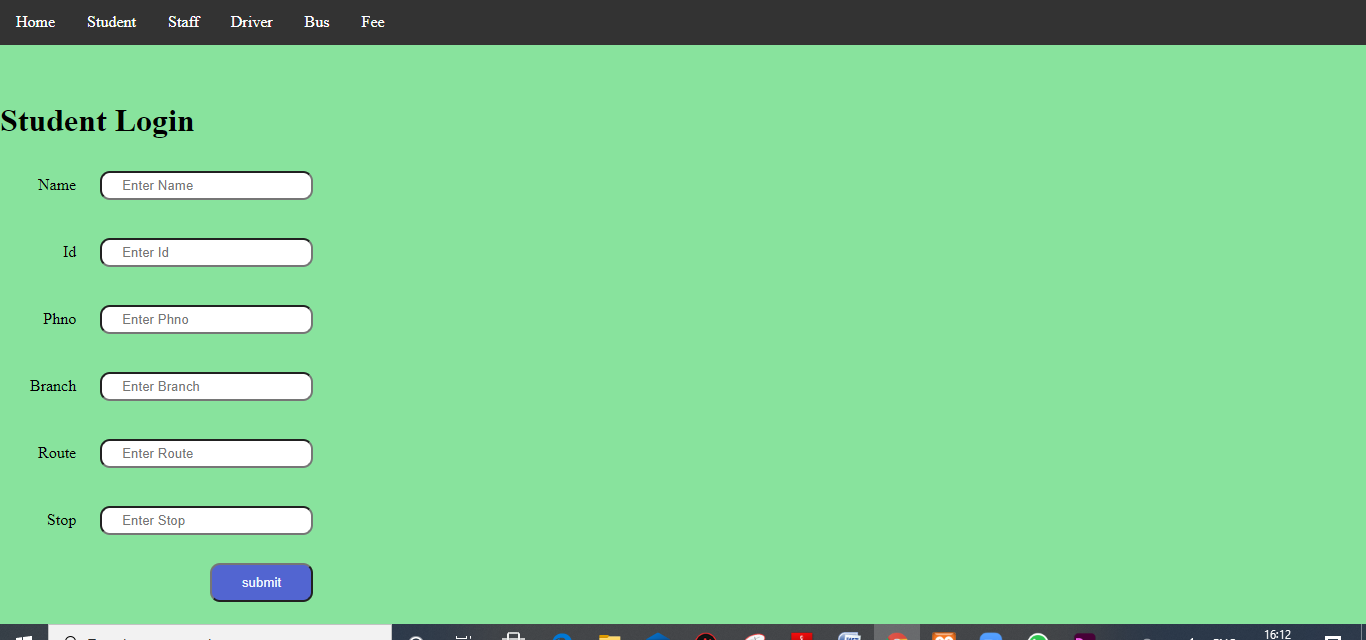 Home Student Staff Driver Bus Fee
Student Login
Name Enter Name
Id Enter Id
Phno Enter Phno
Branch Enter Branch
Route Enter Route
Stop Enter Stop
submit
16:12